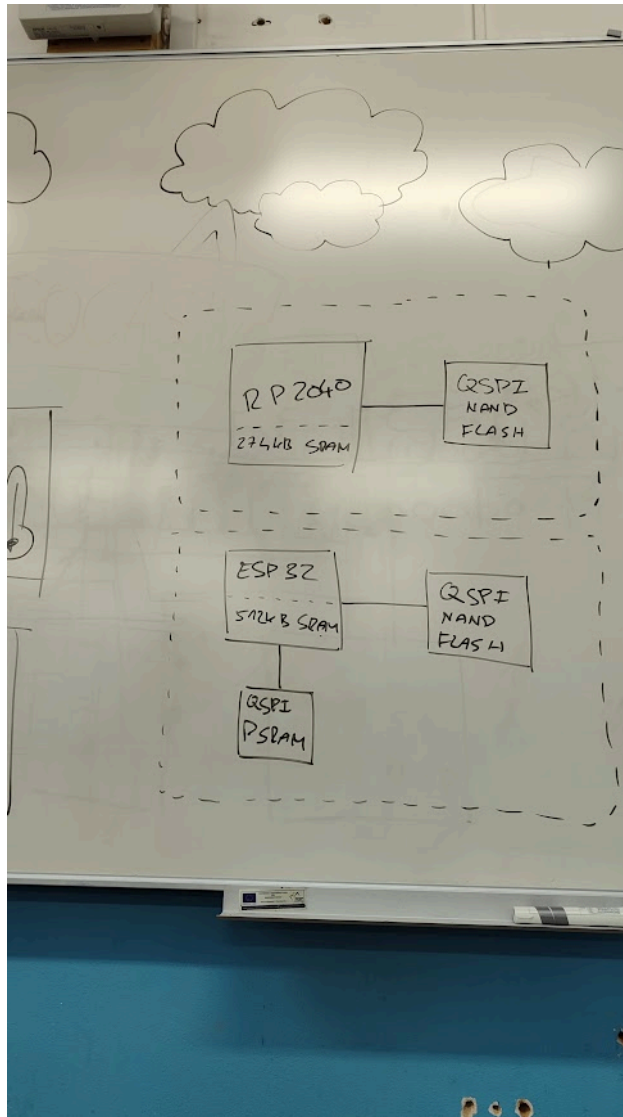 RP2040
274kB SRAM
QSPI
NAND
FLASH
ESP32
512kB SRAM
QSPI
NAND
FLASH
QSPI
PSRAM